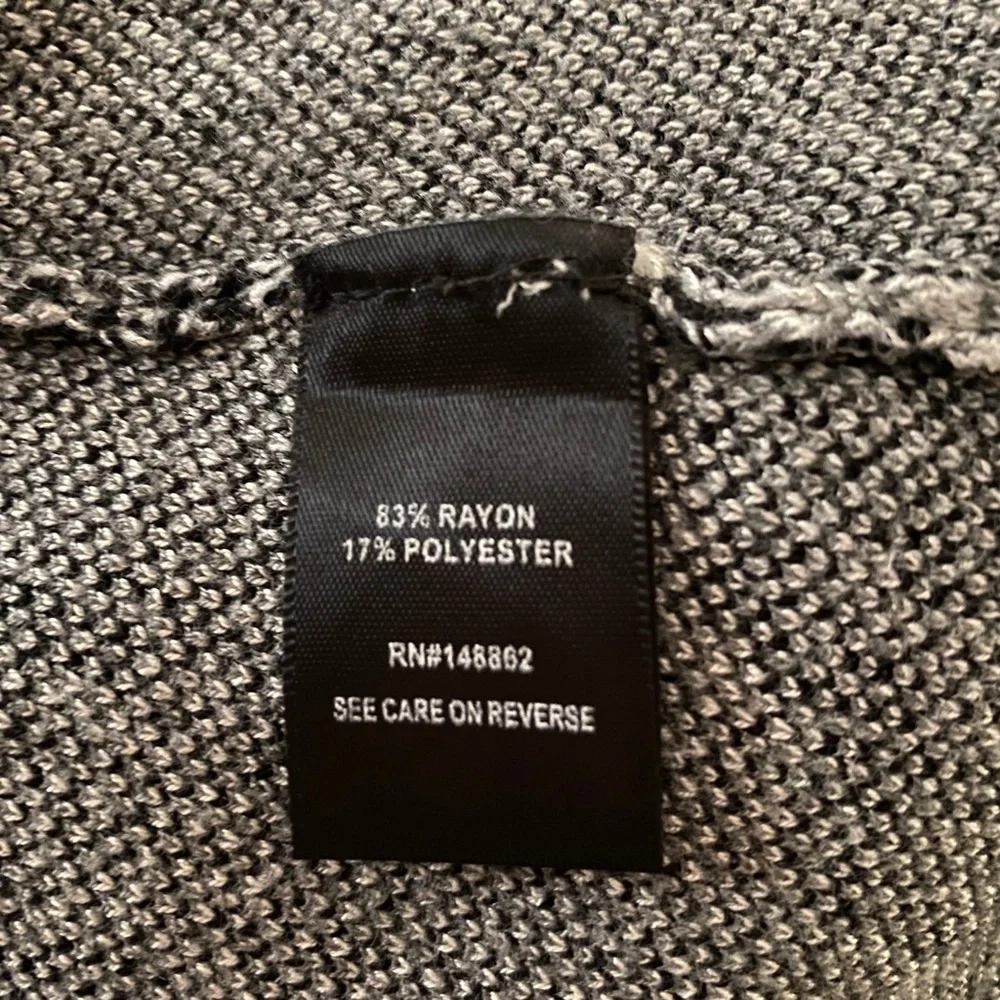 83% RAYON
17% POLYESTER
RN#148862
SEE CARE ON REVERSE